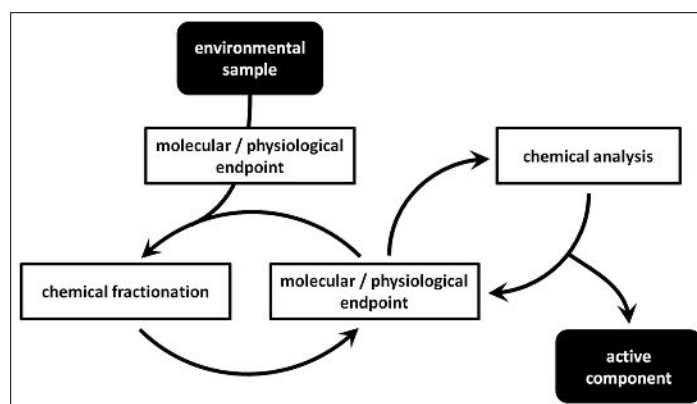 environmental
sample
molecular / physiological
endpoint
chemical analysis
chemical fractionation
molecular / physiological
endpoint
active
component